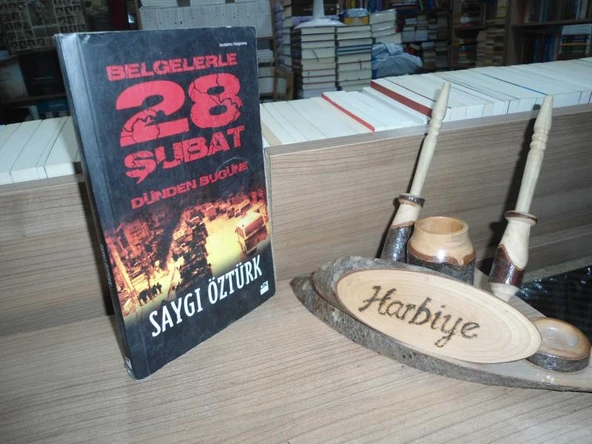 BELGELERLE
28
ŞUBAT
DÜNDEN BUGÜNE
SAYGI ÖZTÜRK
Harbiye